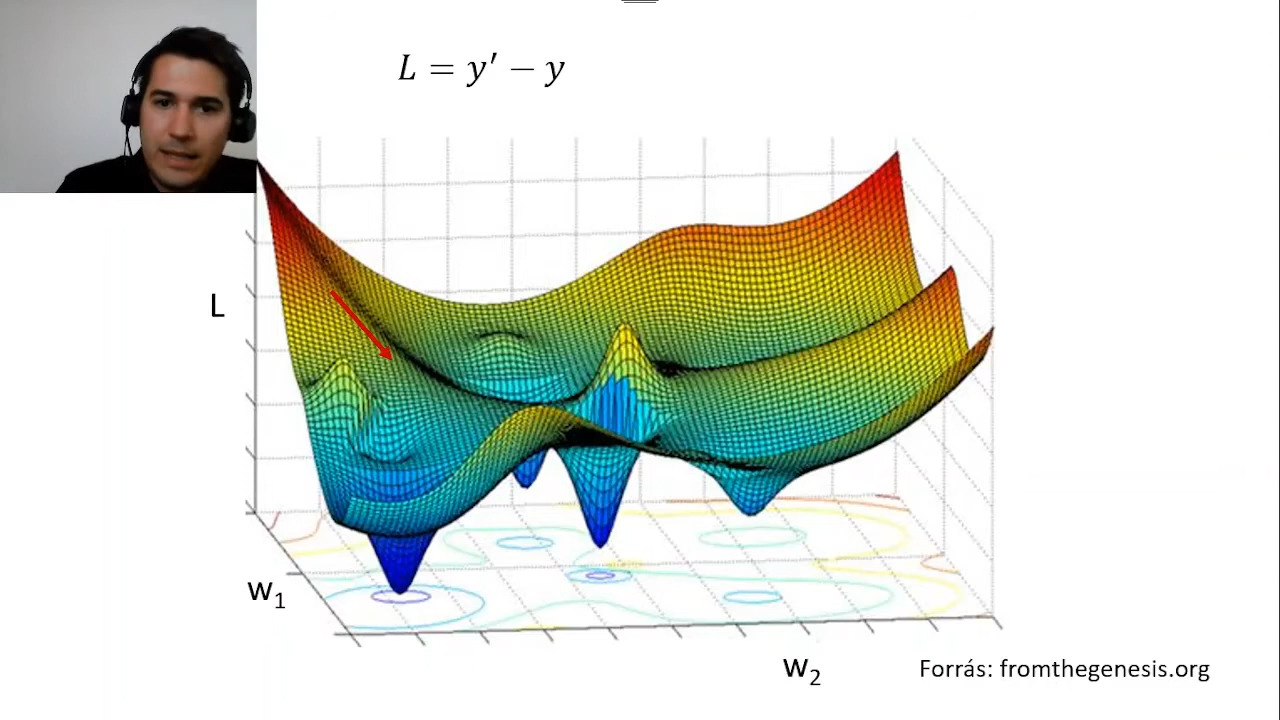 L = y′ − y
L
w₁
w₂
Forrás: fromthegenesis.org